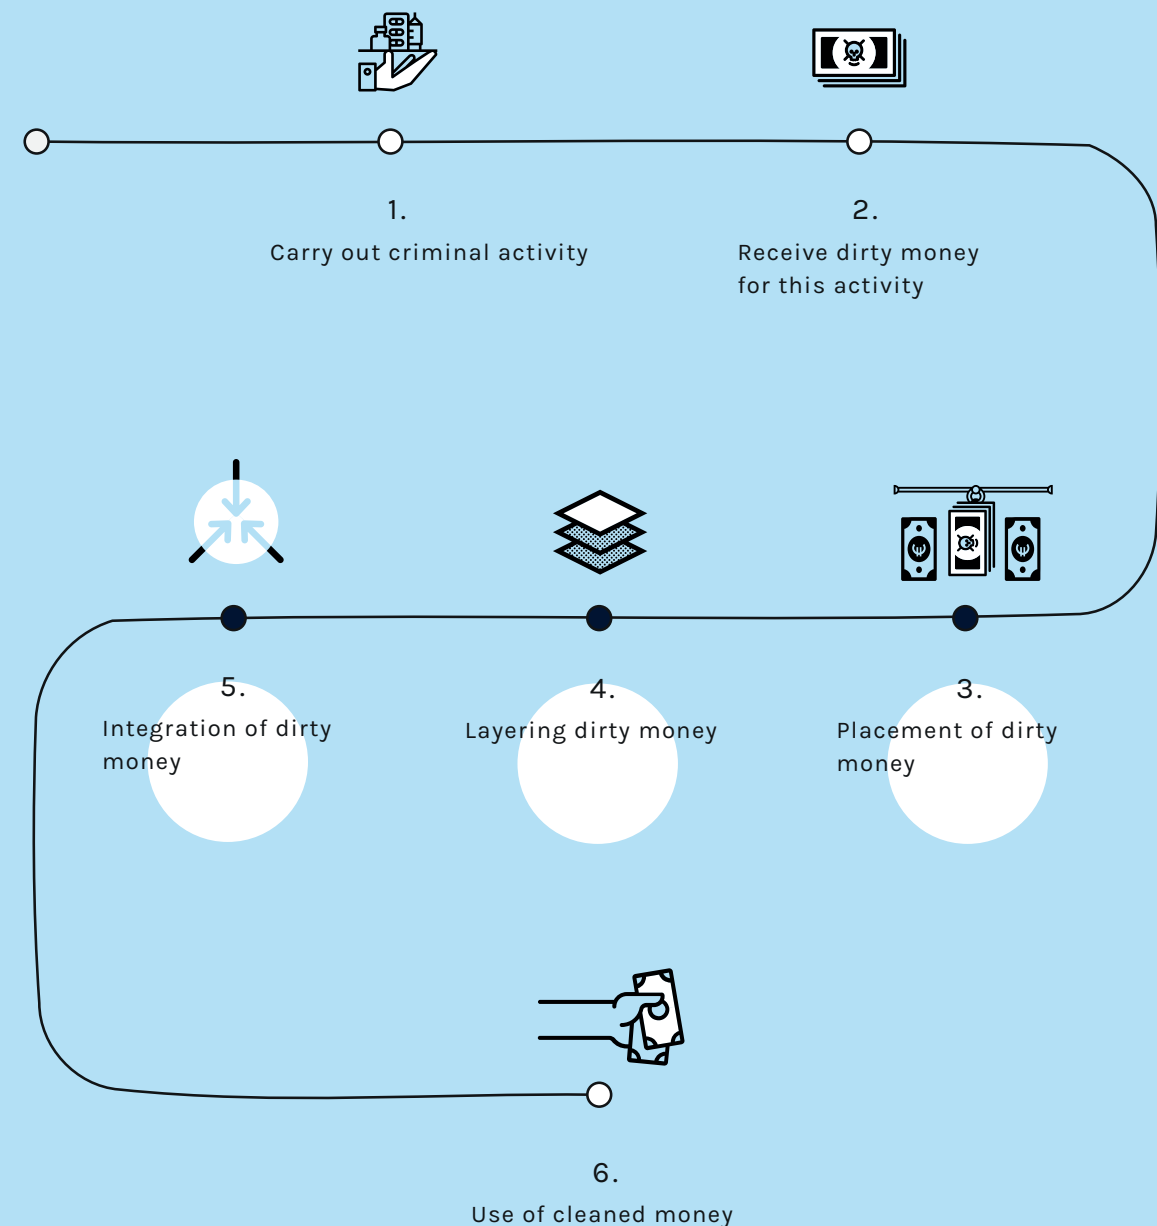 1.
Carry out criminal activity
2.
Receive dirty money
for this activity
3.
Placement of dirty
money
4.
Layering dirty money
5.
Integration of dirty
money
6.
Use of cleaned money